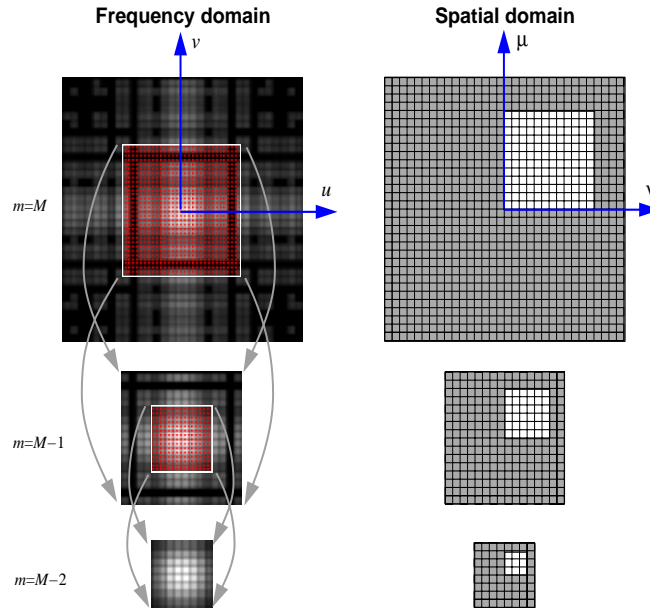 Frequency domain
Spatial domain
v
μ
u
ν
m=M
m=M−1
m=M−2